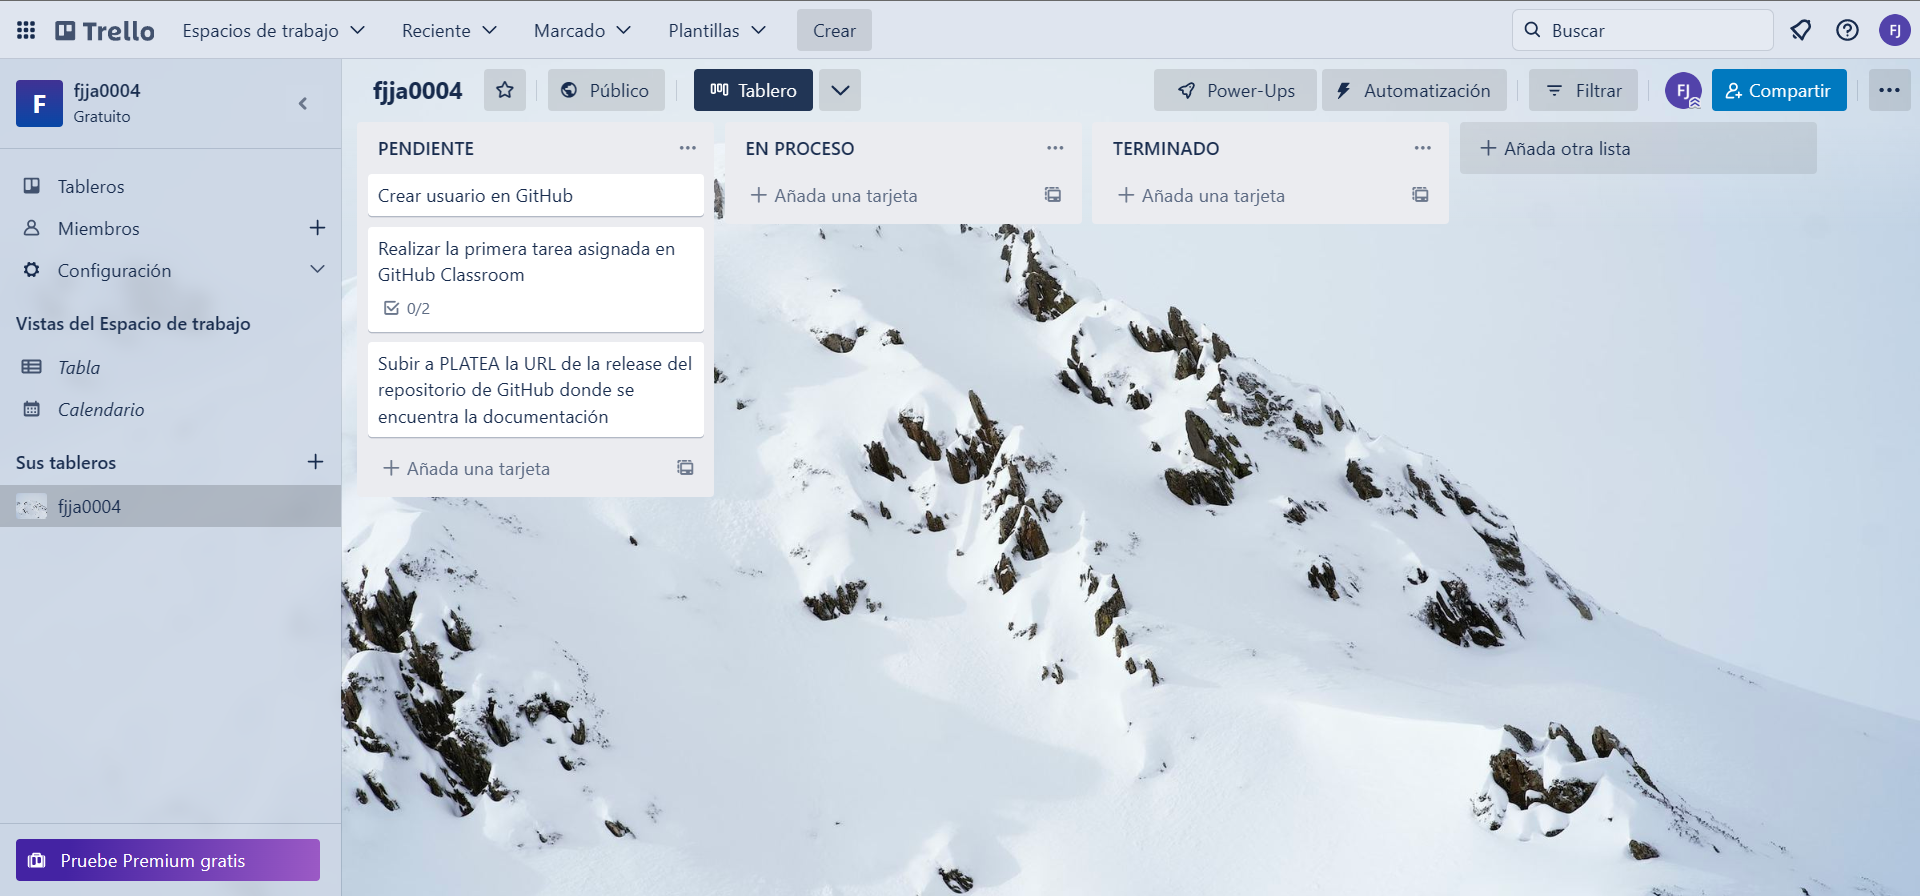 Trello
Espacios de trabajo
Reciente
Marcado
Plantillas
Crear
Buscar
FJ
F
fjja0004
Gratuito
fjja0004
Público
Tablero
Power-Ups
Automatización
Filtrar
FJ
Compartir
Tableros
Miembros
Configuración
Vistas del Espacio de trabajo
Tabla
Calendario
Sus tableros
fjja0004
Pruebe Premium gratis
PENDIENTE
Crear usuario en GitHub
Realizar la primera tarea asignada en
GitHub Classroom
0/2
Subir a PLATEA la URL de la release del
repositorio de GitHub donde se
encuentra la documentación
Añada una tarjeta
EN PROCESO
Añada una tarjeta
TERMINADO
Añada una tarjeta
Añada otra lista